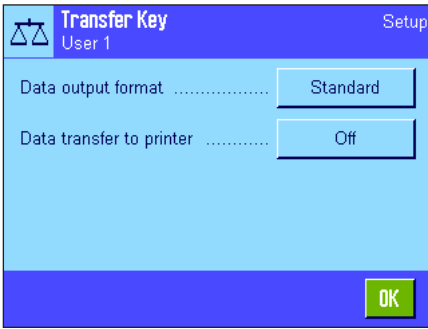 Transfer Key Setup
User 1
Data output format .................. Standard
Data transfer to printer ............ Off
OK